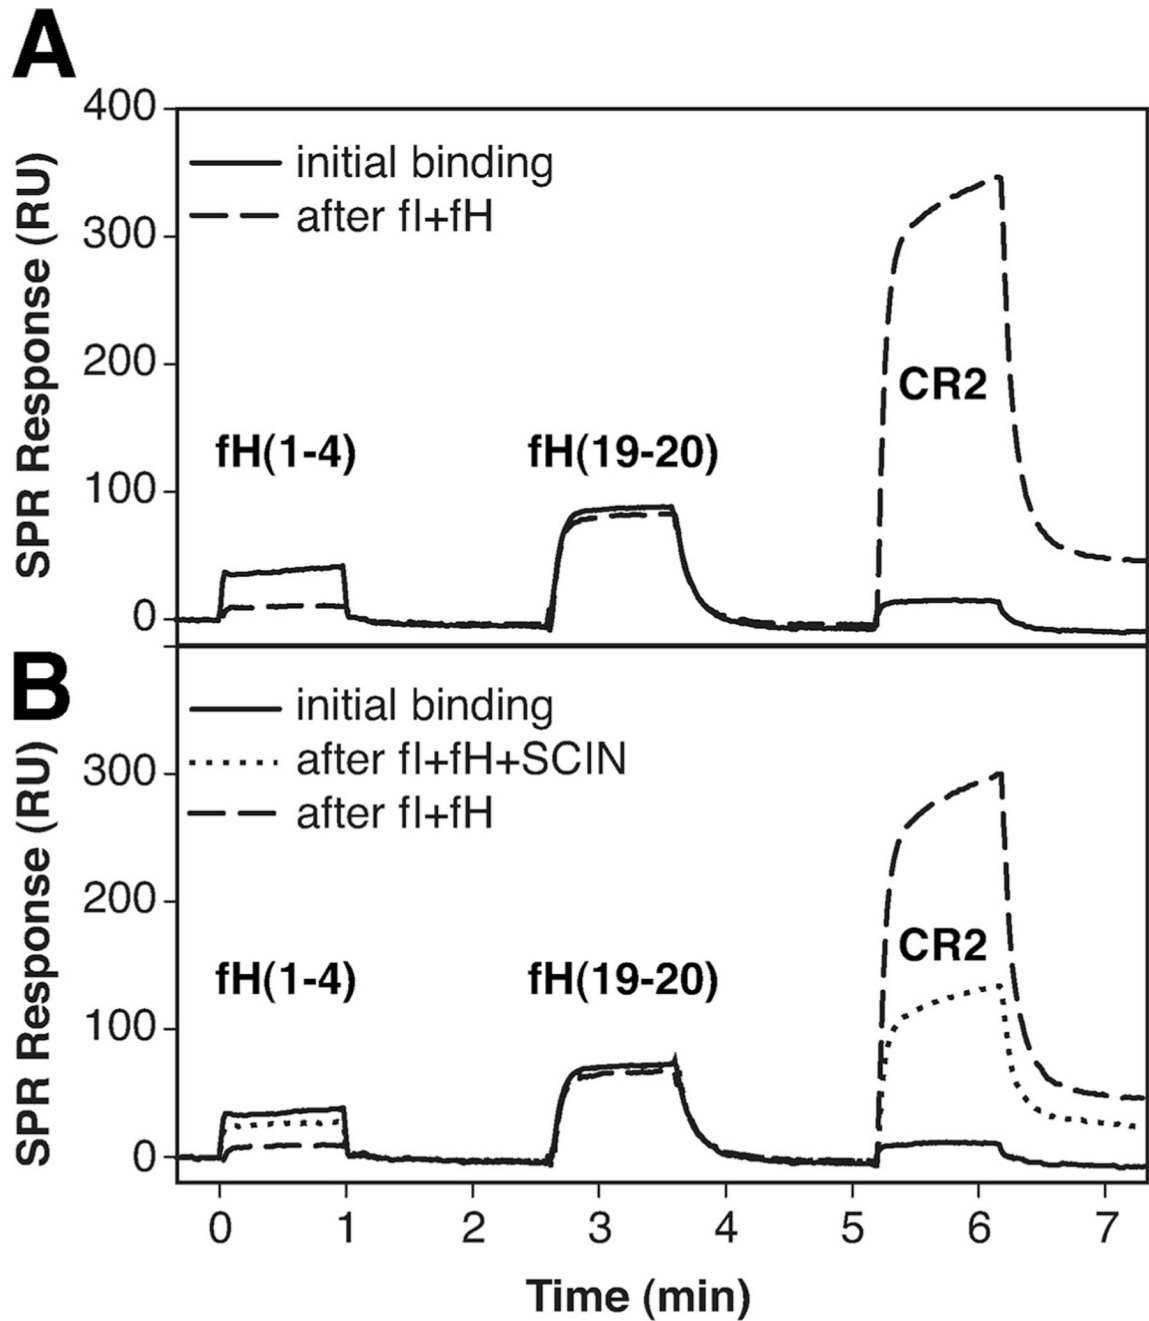 A
400
300
200
100
0
SPR Response (RU)
initial binding
after fI+fH
fH(1-4)
fH(19-20)
CR2
B
300
200
100
0
SPR Response (RU)
initial binding
after fI+fH+SCIN
after fI+fH
fH(1-4)
fH(19-20)
CR2
0 1 2 3 4 5 6 7
Time (min)